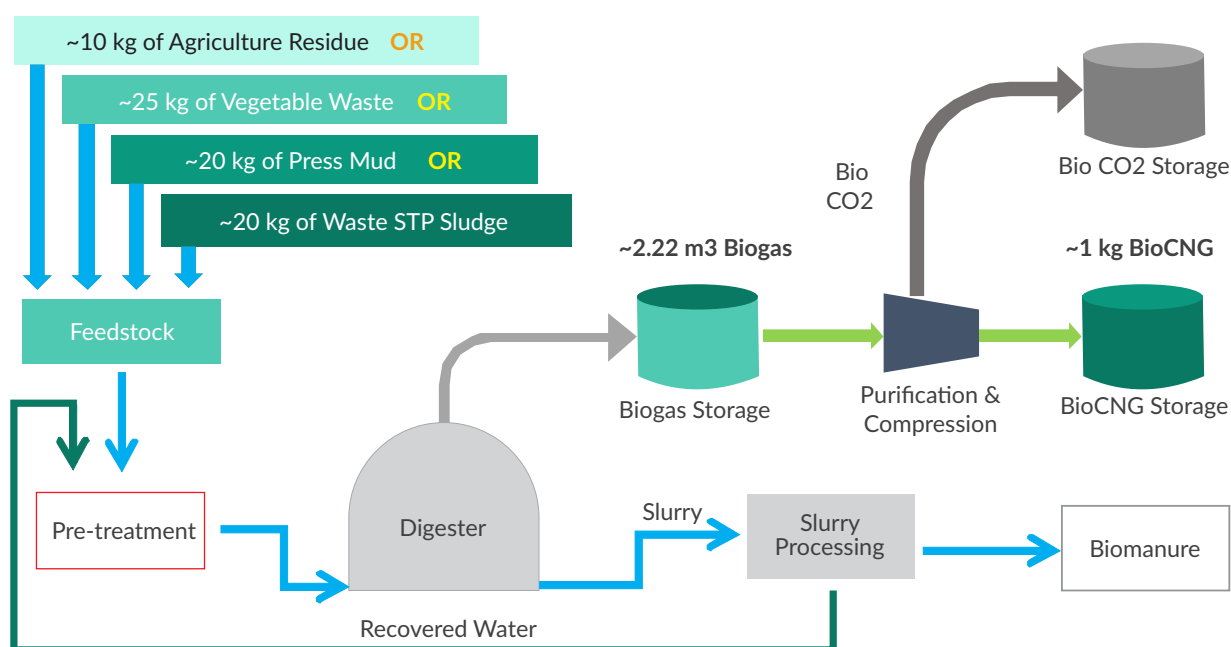 ~10 kg of Agriculture Residue OR
~25 kg of Vegetable Waste OR
~20 kg of Press Mud OR
~20 kg of Waste STP Sludge
Feedstock
Pre-treatment
Digester
Recovered Water
Slurry
Slurry
Processing
Biomanure
~2.22 m3 Biogas
Biogas Storage
Purification &
Compression
Bio
CO2
Bio CO2 Storage
~1 kg BioCNG
BioCNG Storage